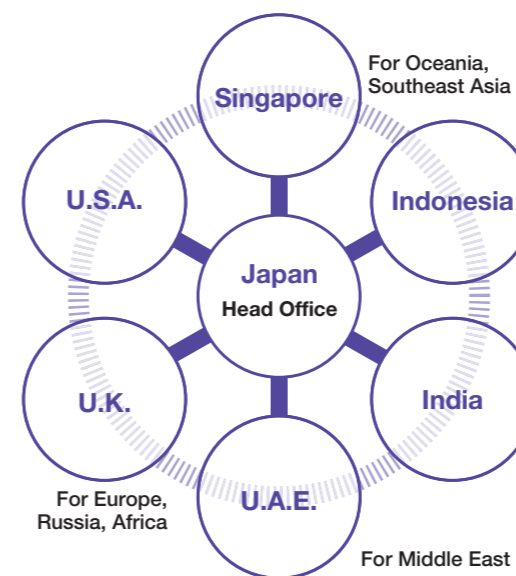 For Oceania,
Southeast Asia
Singapore
U.S.A.
Indonesia
Japan
Head Office
U.K.
India
For Europe,
Russia, Africa
U.A.E.
For Middle East